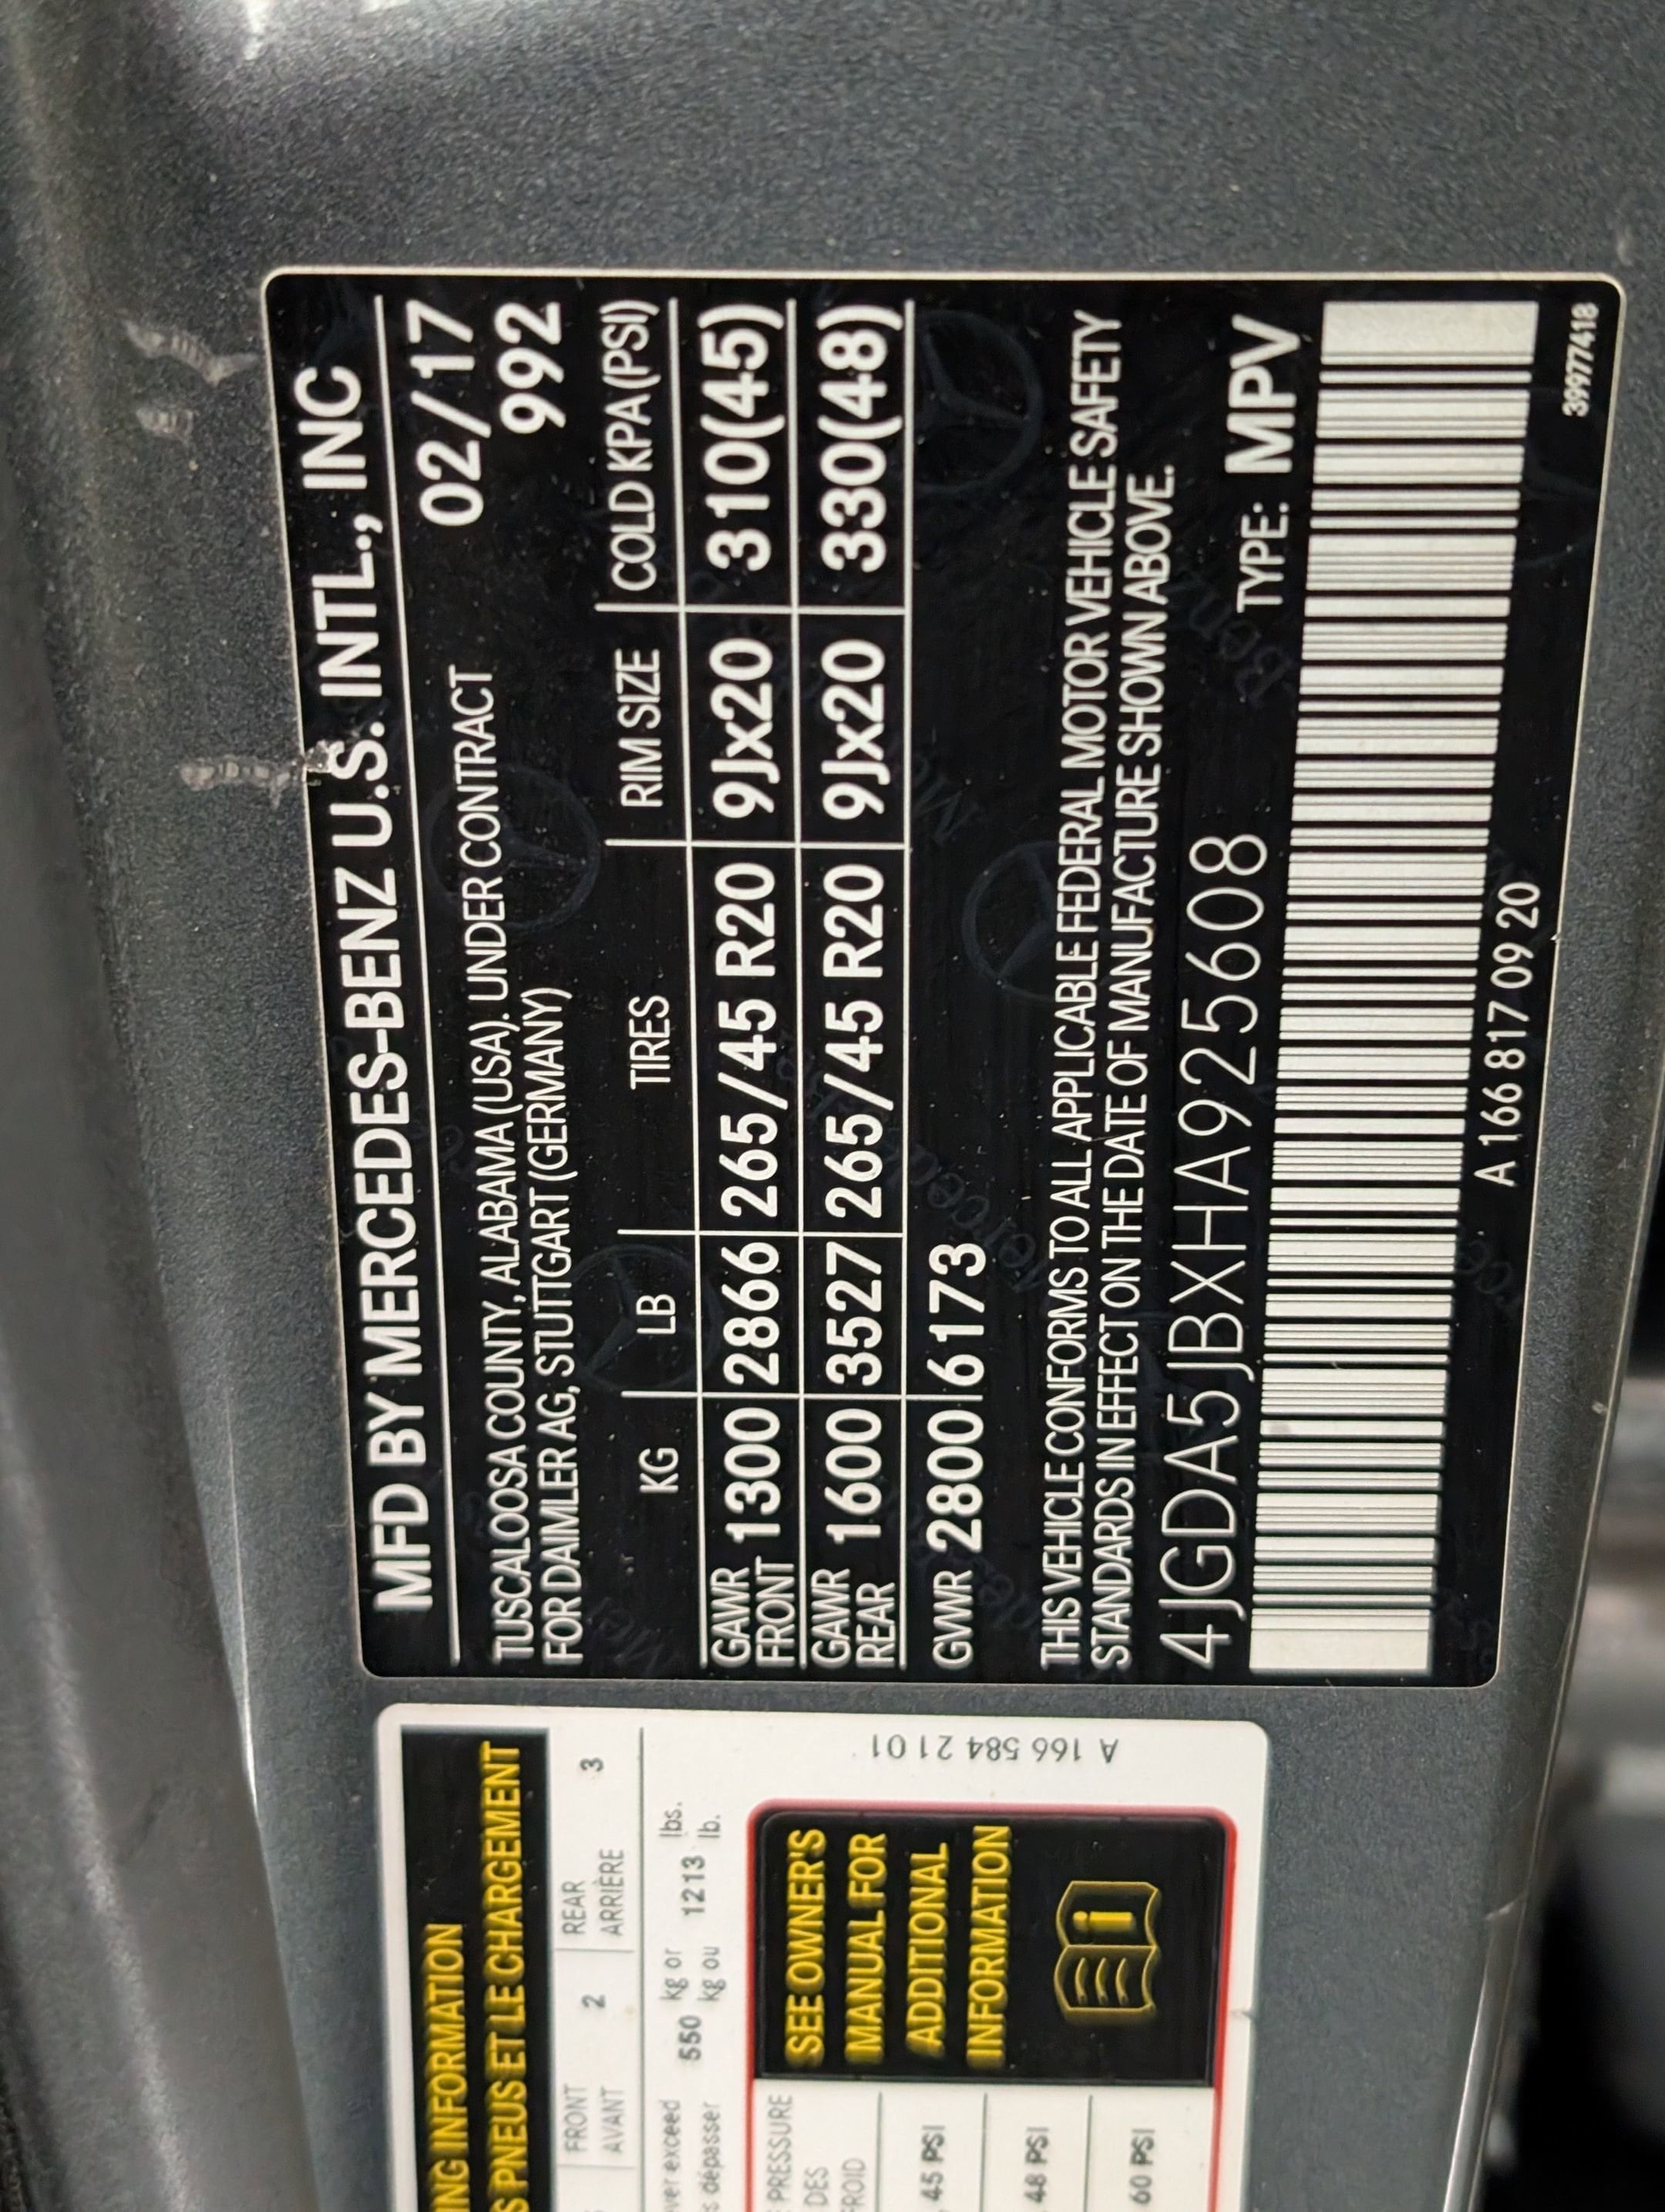 MFD BY MERCEDES-BENZ U.S. INTL., INC
TUSCALOOSA COUNTY, ALABAMA (USA). UNDER CONTRACT 02/17
FOR DAIMLER AG, STUTTGART (GERMANY) 992
KG LB TIRES RIM SIZE COLD KPA (PSI)
GAWR FRONT 1300 2866 265/45 R20 9Jx20 310(45)
GAWR REAR 1600 3527 265/45 R20 9Jx20 330(48)
GVWR 2800 6173
THIS VEHICLE CONFORMS TO ALL APPLICABLE FEDERAL MOTOR VEHICLE SAFETY
STANDARDS IN EFFECT ON THE DATE OF MANUFACTURE SHOWN ABOVE.
4JGDA5JBXHA925608 TYPE: MPV
A 166 817 09 20
39977418
ING INFORMATION
S PNEUS ET LE CHARGEMENT
FRONT 2 REAR 3
AVANT ARRIÈRE
exceed 550 kg or 1213 lbs.
dépasser kg ou lb.
PRESSURE
DES
45 PSI
48 PSI
60 PSI
SEE OWNER'S
MANUAL FOR
ADDITIONAL
INFORMATION
i
A 166 584 21 01